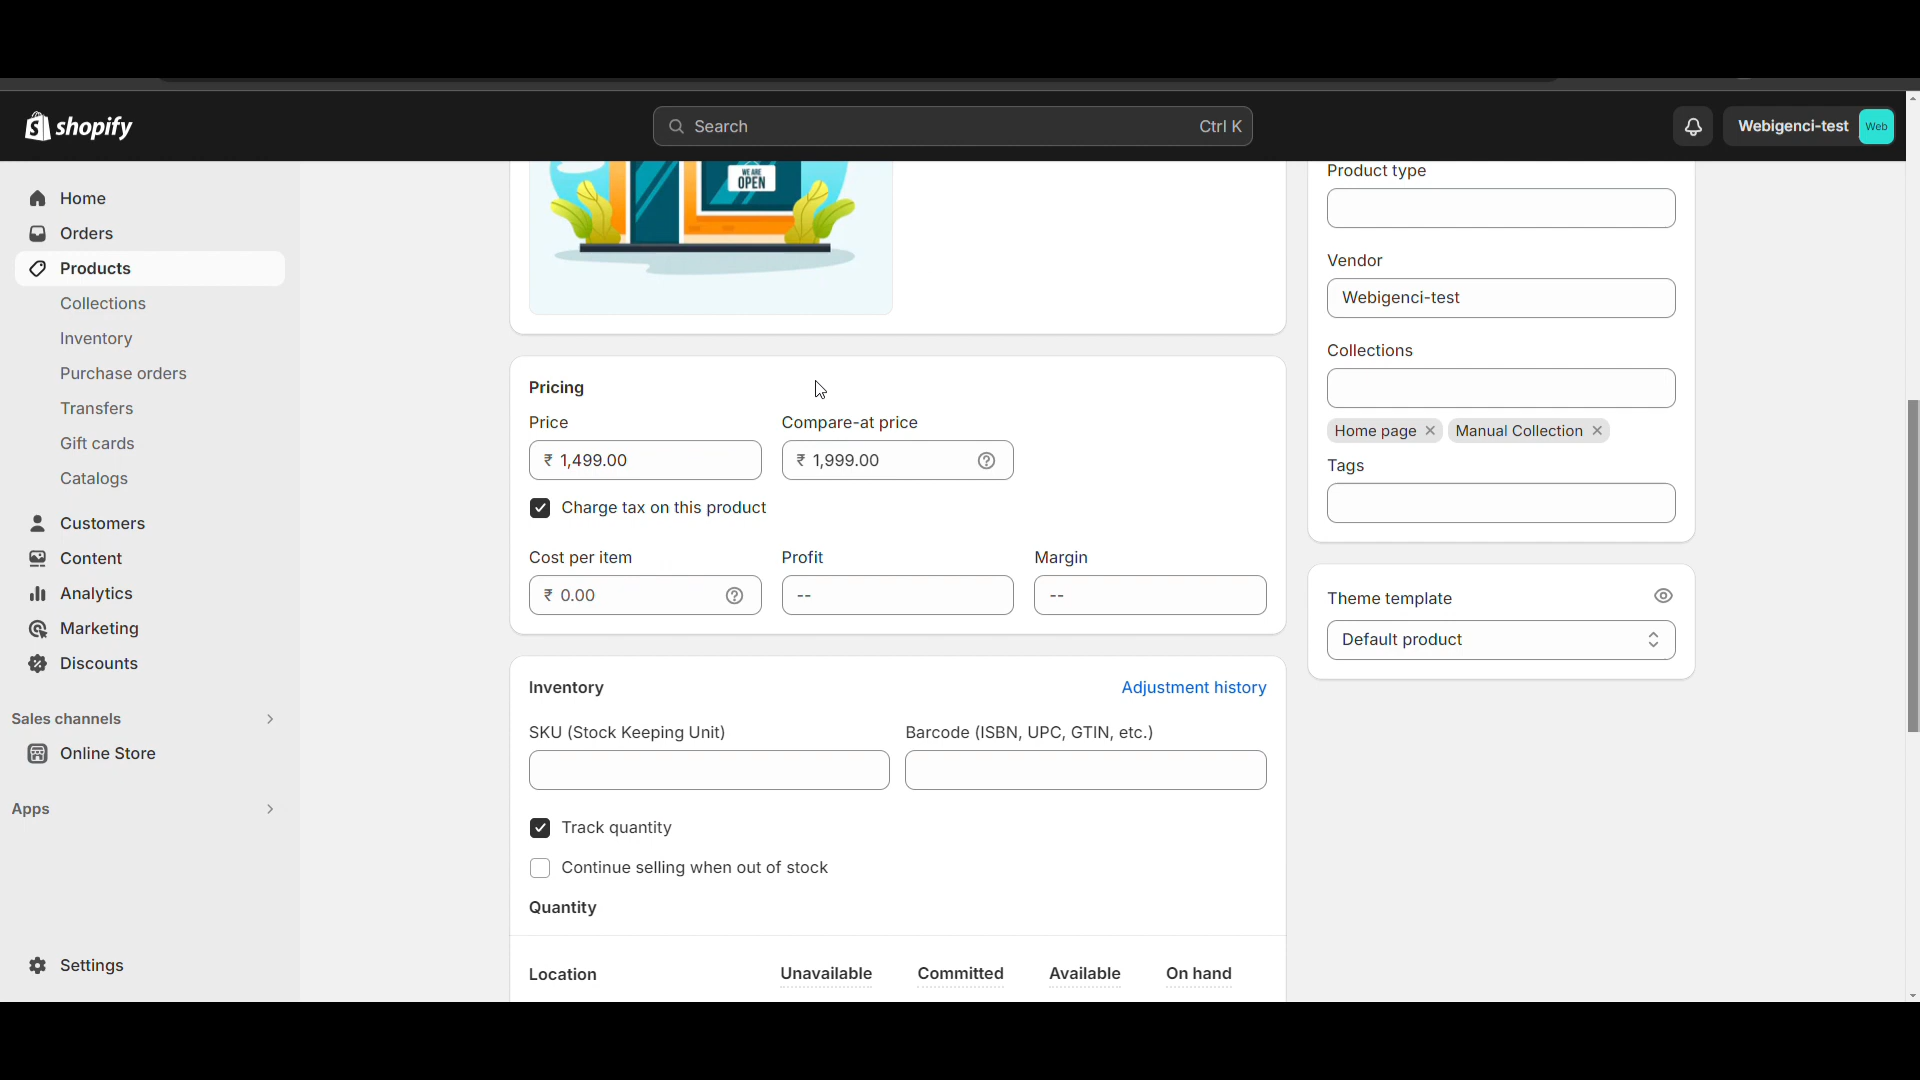 shopify
Search Ctrl K
Webigenci-test Web
Home
Orders
Products
Collections
Inventory
Purchase orders
Transfers
Gift cards
Catalogs
Customers
Content
Analytics
Marketing
Discounts
Sales channels
Online Store
Apps
Settings
WE ARE
OPEN
Pricing
Price Compare-at price
₹ 1,499.00 ₹ 1,999.00
Charge tax on this product
Cost per item Profit Margin
₹ 0.00 -- --
Inventory Adjustment history
SKU (Stock Keeping Unit) Barcode (ISBN, UPC, GTIN, etc.)
Track quantity
Continue selling when out of stock
Quantity
Location Unavailable Committed Available On hand
Product type
Vendor
Webigenci-test
Collections
Home page Manual Collection
Tags
Theme template
Default product